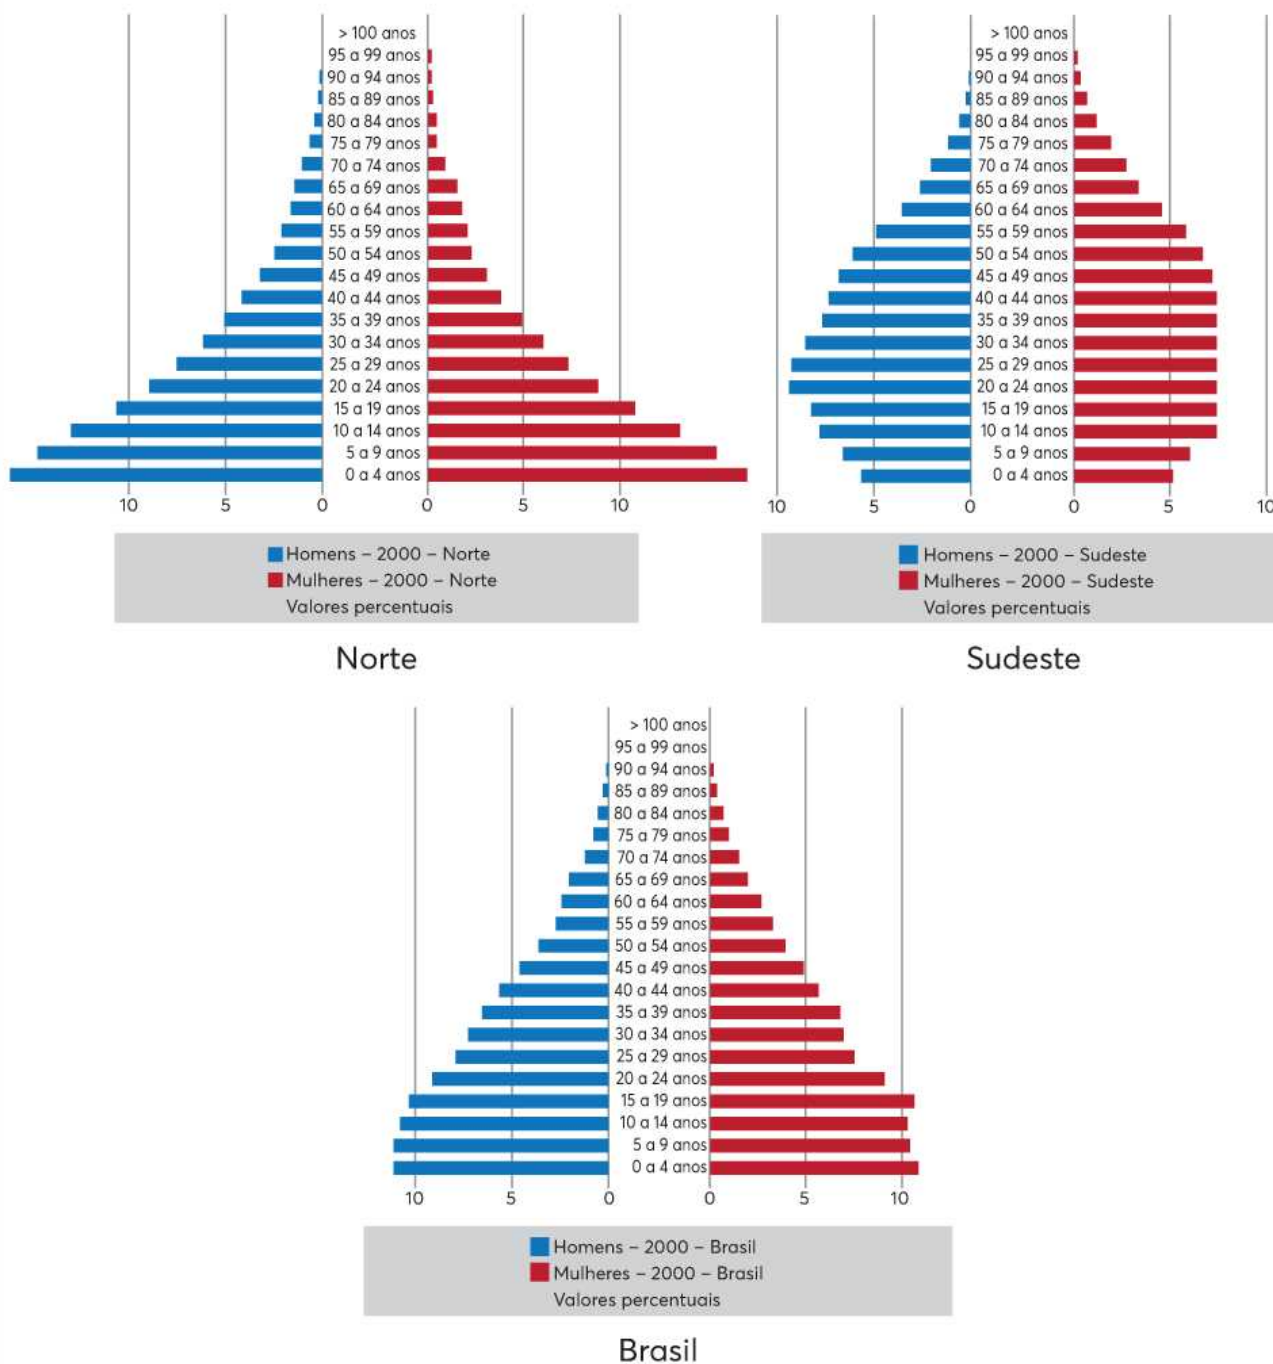 > 100 anos
95 a 99 anos
90 a 94 anos
85 a 89 anos
80 a 84 anos
75 a 79 anos
70 a 74 anos
65 a 69 anos
60 a 64 anos
55 a 59 anos
50 a 54 anos
45 a 49 anos
40 a 44 anos
35 a 39 anos
30 a 34 anos
25 a 29 anos
20 a 24 anos
15 a 19 anos
10 a 14 anos
5 a 9 anos
0 a 4 anos
10 5 0 0 5 10
Homens – 2000 – Norte
Mulheres – 2000 – Norte
Valores percentuais
Norte
> 100 anos
95 a 99 anos
90 a 94 anos
85 a 89 anos
80 a 84 anos
75 a 79 anos
70 a 74 anos
65 a 69 anos
60 a 64 anos
55 a 59 anos
50 a 54 anos
45 a 49 anos
40 a 44 anos
35 a 39 anos
30 a 34 anos
25 a 29 anos
20 a 24 anos
15 a 19 anos
10 a 14 anos
5 a 9 anos
0 a 4 anos
10 5 0 0 5 10
Homens – 2000 – Sudeste
Mulheres – 2000 – Sudeste
Valores percentuais
Sudeste
> 100 anos
95 a 99 anos
90 a 94 anos
85 a 89 anos
80 a 84 anos
75 a 79 anos
70 a 74 anos
65 a 69 anos
60 a 64 anos
55 a 59 anos
50 a 54 anos
45 a 49 anos
40 a 44 anos
35 a 39 anos
30 a 34 anos
25 a 29 anos
20 a 24 anos
15 a 19 anos
10 a 14 anos
5 a 9 anos
0 a 4 anos
10 5 0 0 5 10
Homens – 2000 – Brasil
Mulheres – 2000 – Brasil
Valores percentuais
Brasil